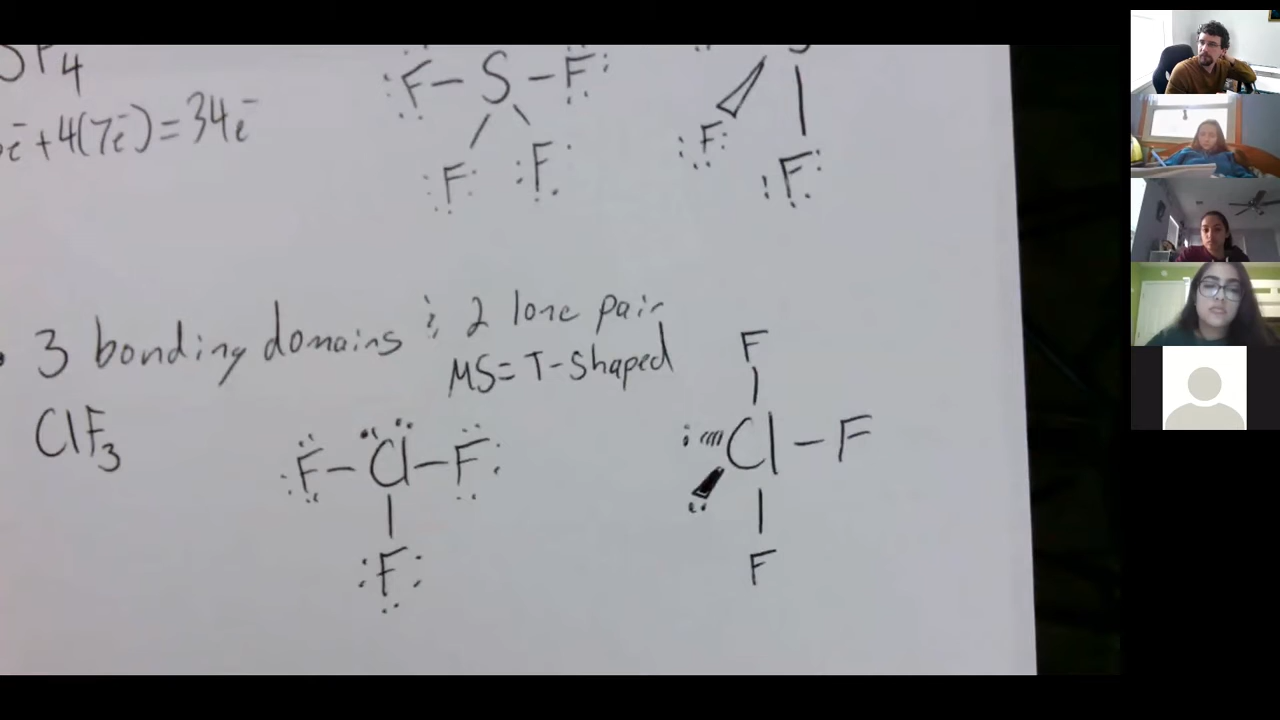 SF4
e⁻ + 4(7e⁻) = 34e⁻
:F – S – F:
:F: :F:
:F: :F:
• 3 bonding domains & 2 lone pair
MS = T-Shaped
ClF3
:F – Cl – F:
:F:
F
Cl – F
F